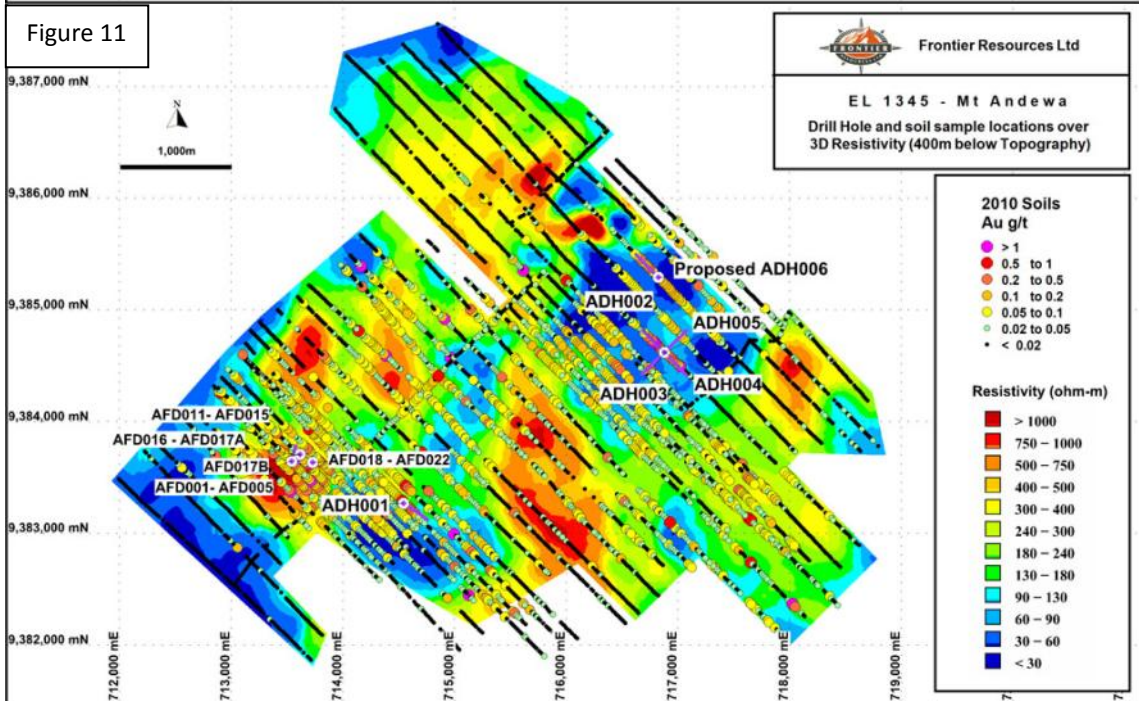 Figure 11
FRONTIER
Frontier Resources Ltd
EL 1345 - Mt Andewa
Drill Hole and soil sample locations over
3D Resistivity (400m below Topography)
9,387,000 mN
N
1,000m
9,386,000 mN
2010 Soils
Au g/t
> 1
0.5 to 1
0.2 to 0.5
0.1 to 0.2
0.05 to 0.1
0.02 to 0.05
< 0.02
Proposed ADH006
9,385,000 mN
ADH002
ADH005
ADH004
ADH003
Resistivity (ohm-m)
> 1000
750 – 1000
500 – 750
400 – 500
300 – 400
240 – 300
180 – 240
130 – 180
90 – 130
60 – 90
30 – 60
< 30
9,384,000 mN
AFD011- AFD015
AFD016 - AFD017A
AFD017B
AFD018 - AFD022
AFD001- AFD005
ADH001
9,383,000 mN
9,382,000 mN
712,000 mE
713,000 mE
714,000 mE
715,000 mE
716,000 mE
717,000 mE
718,000 mE
719,000 mE